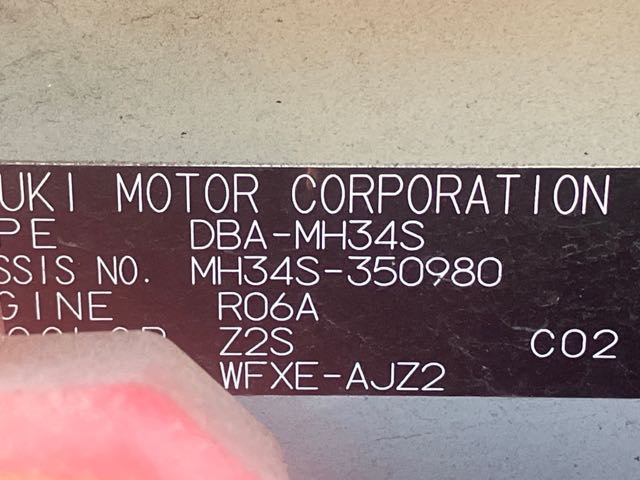 UKI MOTOR CORPORATION
PE DBA-MH34S
SSIS NO. MH34S-350980
GINE R06A
Z2S C02
WFXE-AJZ2